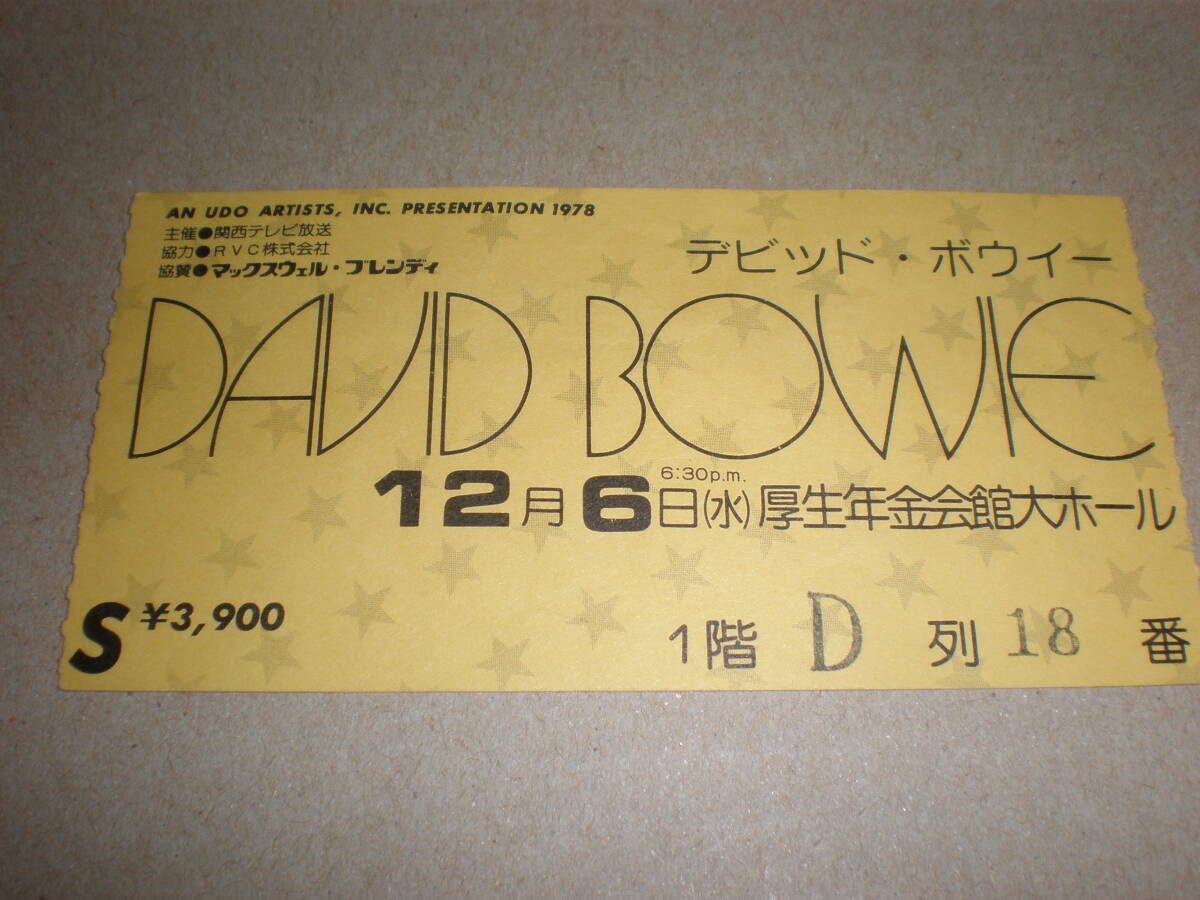 AN UDO ARTISTS, INC. PRESENTATION 1978
主催●関西テレビ放送
協力●RVC株式会社
協賛●マックスウェル・ブレンディ
デビッド・ボウイー
DAVID BOWIE
6:30p.m.
12月6日(水)厚生年金会館大ホール
S ¥3,900
1階 D 列 18 番